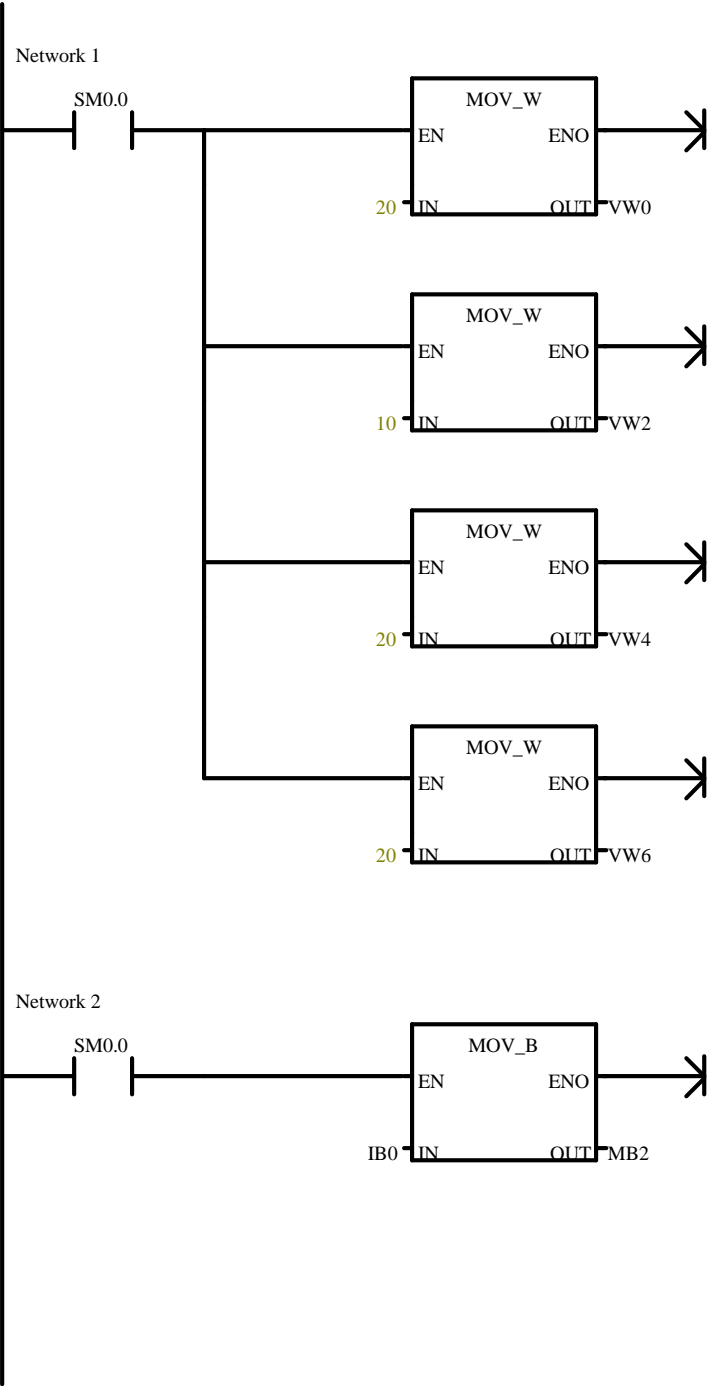 Network 1
SM0.0
MOV_W
EN ENO
20 IN OUT VW0
MOV_W
EN ENO
10 IN OUT VW2
MOV_W
EN ENO
20 IN OUT VW4
MOV_W
EN ENO
20 IN OUT VW6
Network 2
SM0.0
MOV_B
EN ENO
IB0 IN OUT MB2